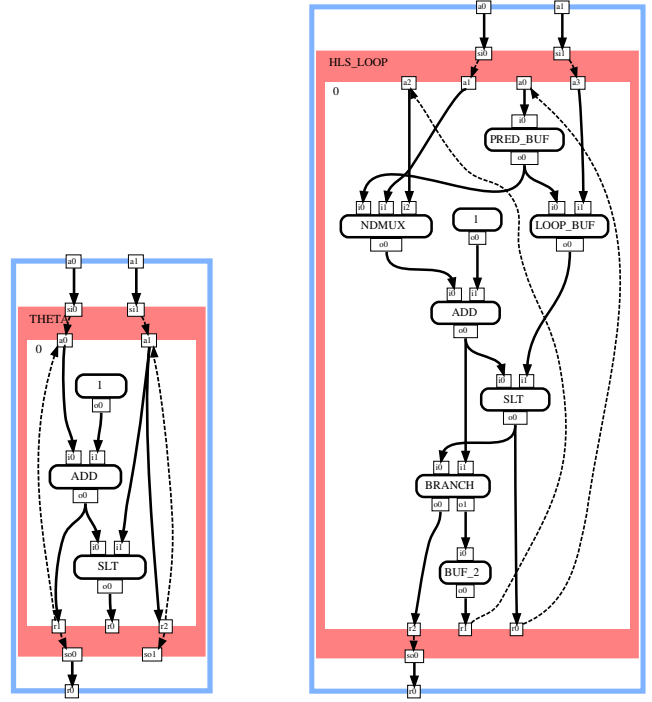 a0 a1
si0 si1
THETA
a0 a1
0
1
o0
i0 i1
ADD
o0
i0 i1
SLT
o0
r1 r0 r2
so0 so1
r0
a0 a1
si0 si1
HLS_LOOP
a2 a1 a0 a3
0
i0
PRED_BUF
o0
i0 i1 i2 i0 i1
NDMUX 1 LOOP_BUF
o0 o0 o0
i0 i1
ADD
o0
i0 i1
SLT
o0
i0 i1
BRANCH
o0 o1
i0
BUF_2
o0
r2 r1 r0
so0
r0